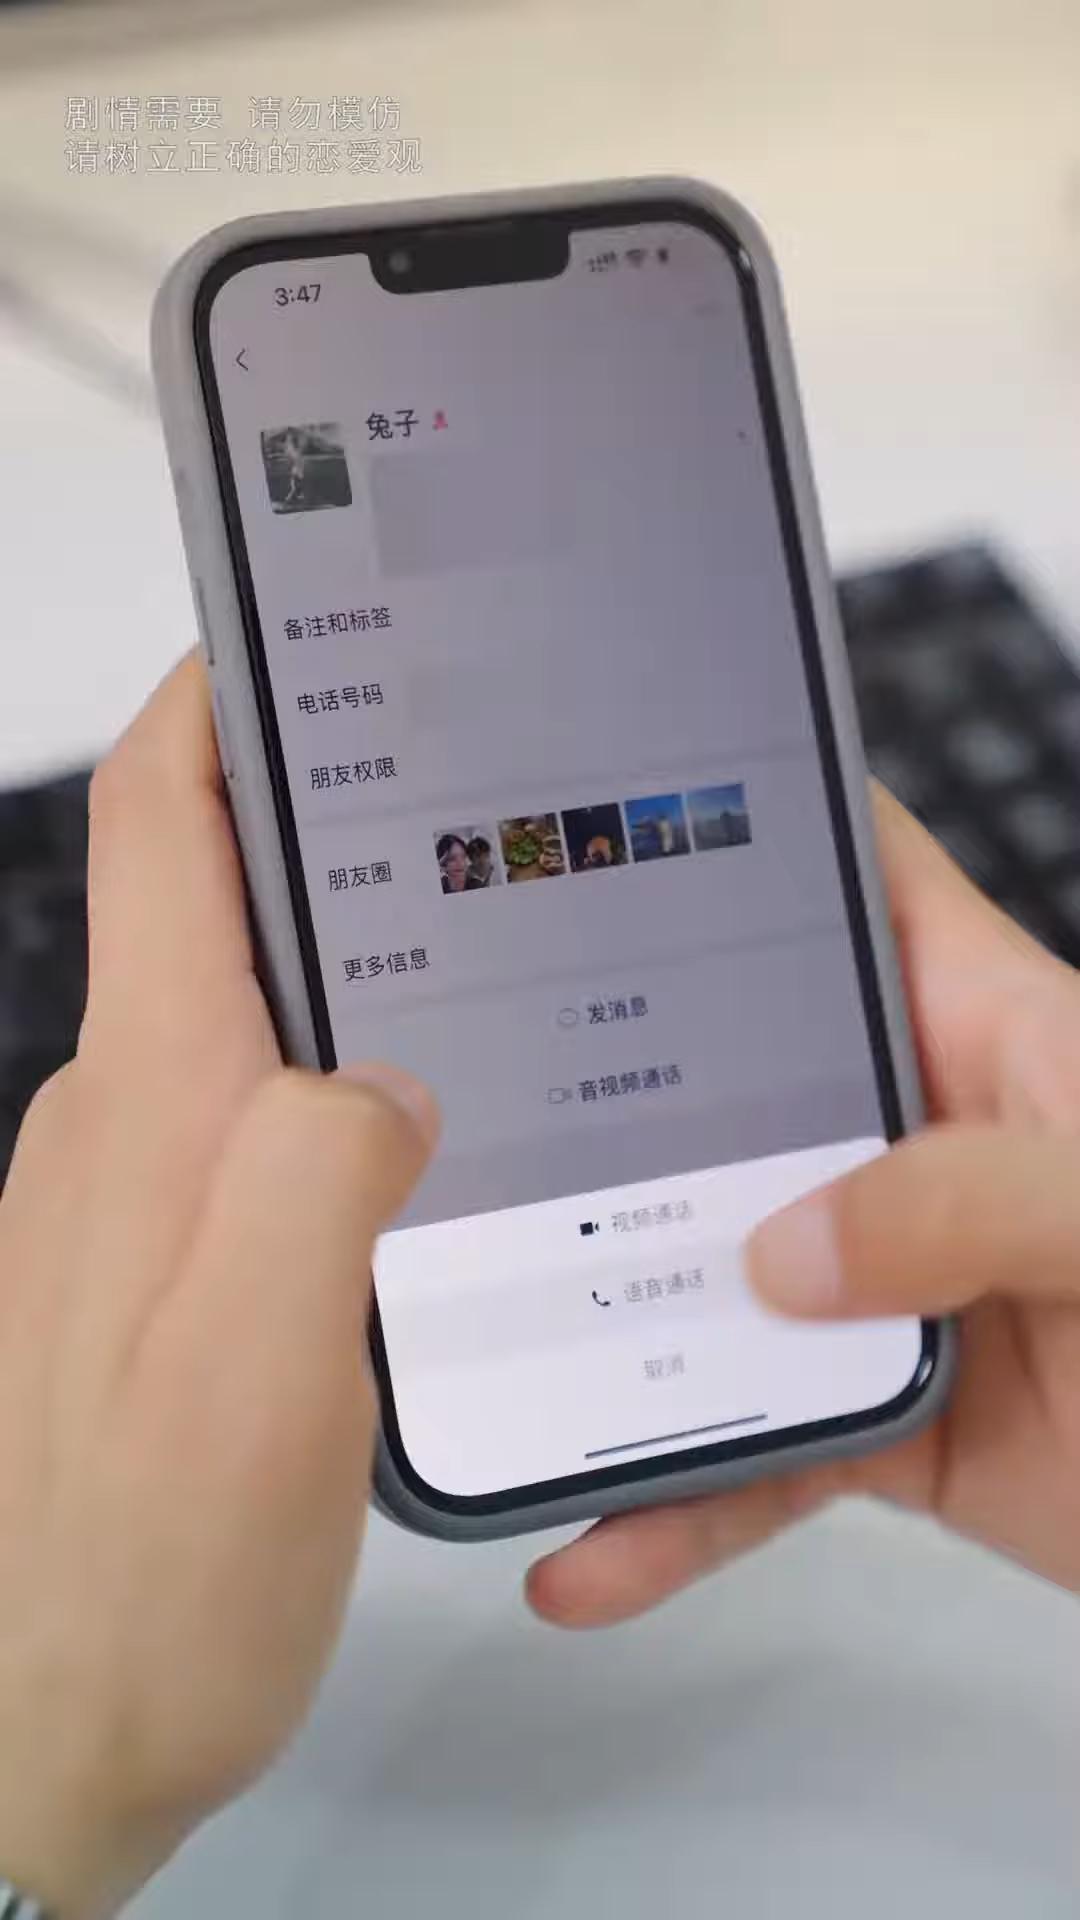 剧情需要 请勿模仿
请树立正确的恋爱观
3:47
兔子
备注和标签
电话号码
朋友权限
朋友圈
更多信息
发消息
音视频通话
视频通话
语音通话
取消